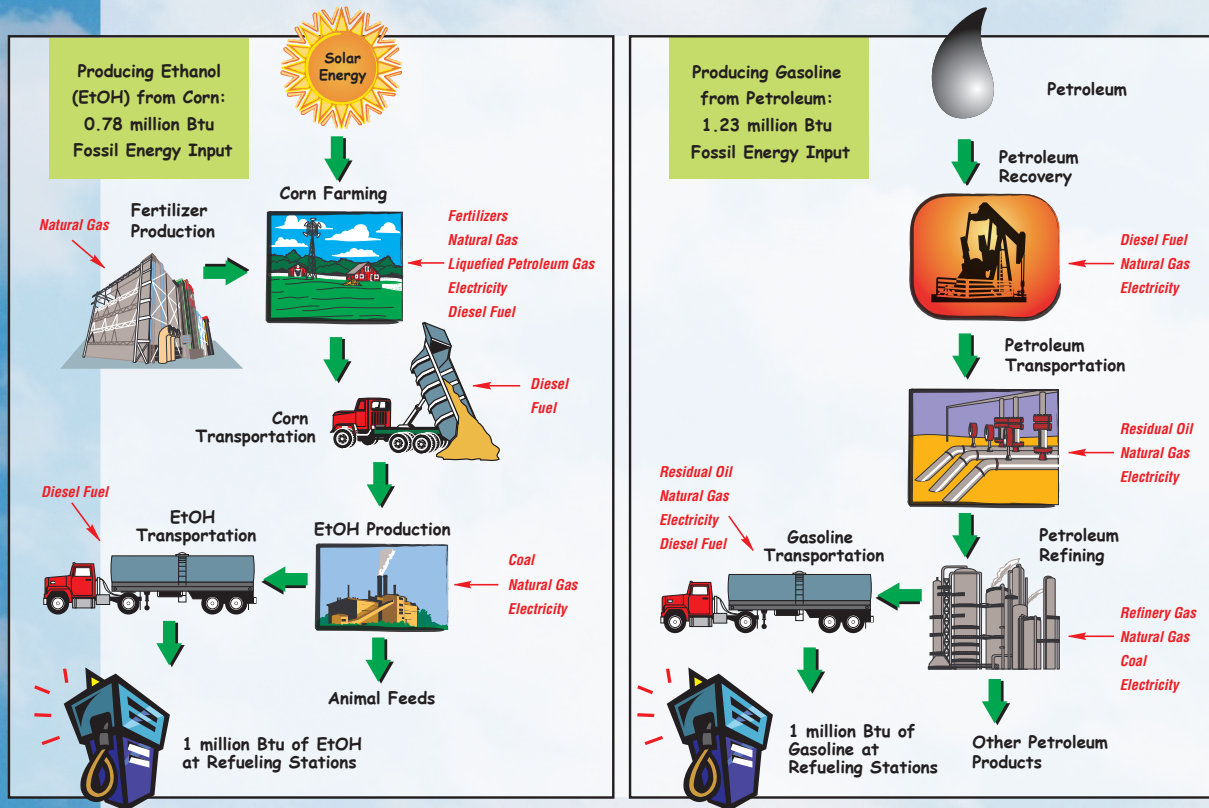 Producing Ethanol
(EtOH) from Corn:
0.78 million Btu
Fossil Energy Input
Solar
Energy
Corn Farming
Natural Gas
Fertilizer
Production
Fertilizers
Natural Gas
Liquefied Petroleum Gas
Electricity
Diesel Fuel
Corn
Transportation
Diesel
Fuel
Diesel Fuel
EtOH
Transportation
EtOH Production
Coal
Natural Gas
Electricity
Animal Feeds
1 million Btu of EtOH
at Refueling Stations
Producing Gasoline
from Petroleum:
1.23 million Btu
Fossil Energy Input
Petroleum
Petroleum
Recovery
Diesel Fuel
Natural Gas
Electricity
Petroleum
Transportation
Residual Oil
Natural Gas
Electricity
Residual Oil
Natural Gas
Electricity
Diesel Fuel
Gasoline
Transportation
Petroleum
Refining
Refinery Gas
Natural Gas
Coal
Electricity
1 million Btu of
Gasoline at
Refueling Stations
Other Petroleum
Products